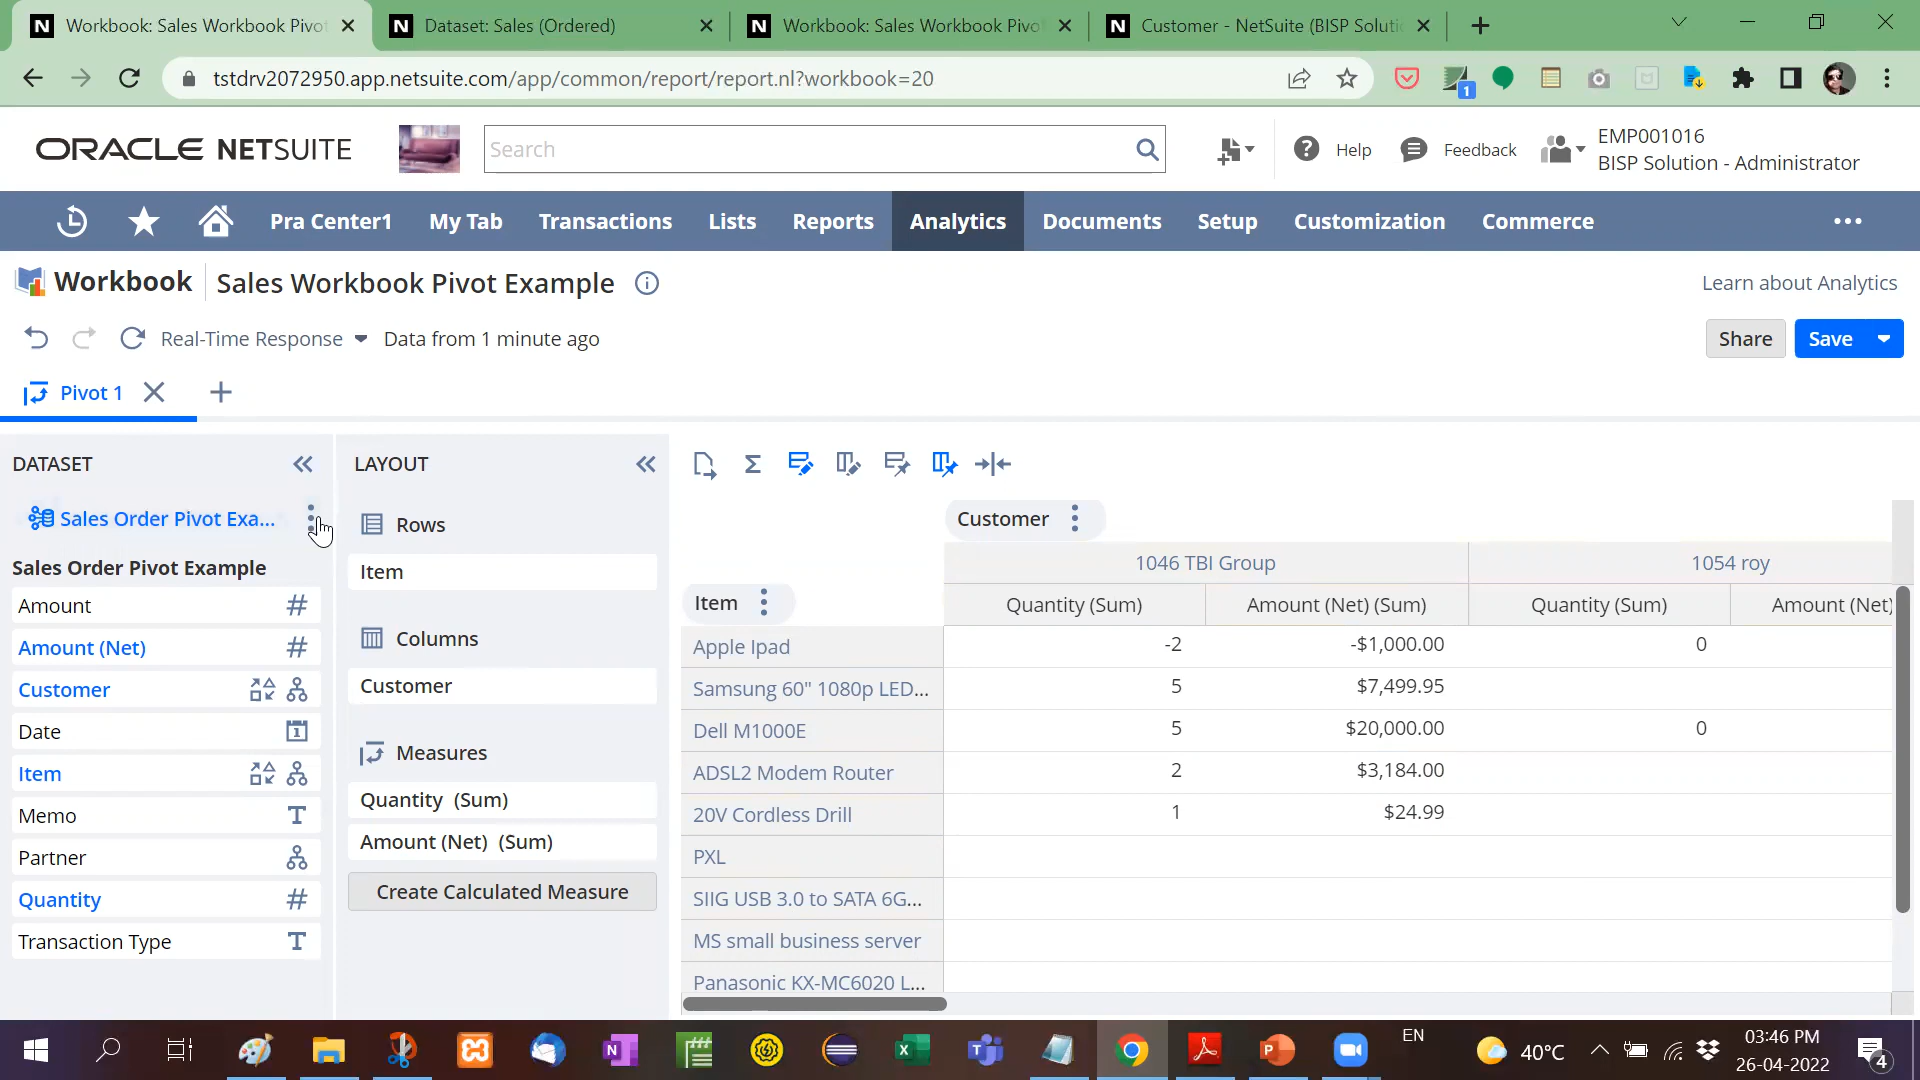 Workbook: Sales Workbook Pivot
Dataset: Sales (Ordered)
Workbook: Sales Workbook Pivot
Customer - NetSuite (BISP Soluti
tstdrv2072950.app.netsuite.com/app/common/report/report.nl?workbook=20
1
ORACLE NETSUITE
Search
Help
Feedback
EMP001016
BISP Solution - Administrator
Pra Center1
My Tab
Transactions
Lists
Reports
Analytics
Documents
Setup
Customization
Commerce
Workbook
Sales Workbook Pivot Example
Learn about Analytics
Real-Time Response
Data from 1 minute ago
Share
Save
Pivot 1
DATASET
Sales Order Pivot Exa...
Sales Order Pivot Example
Amount
Amount (Net)
Customer
Date
Item
Memo
Partner
Quantity
Transaction Type
LAYOUT
Rows
Item
Columns
Customer
Measures
Quantity (Sum)
Amount (Net) (Sum)
Create Calculated Measure
Customer
1046 TBI Group
1054 roy
Item
Quantity (Sum)
Amount (Net) (Sum)
Quantity (Sum)
Amount (Net)
Apple Ipad
-2
-$1,000.00
0
Samsung 60" 1080p LED...
5
$7,499.95
Dell M1000E
5
$20,000.00
0
ADSL2 Modem Router
2
$3,184.00
20V Cordless Drill
1
$24.99
PXL
SIIG USB 3.0 to SATA 6G...
MS small business server
Panasonic KX-MC6020 L...
EN
40°C
03:46 PM
26-04-2022
4